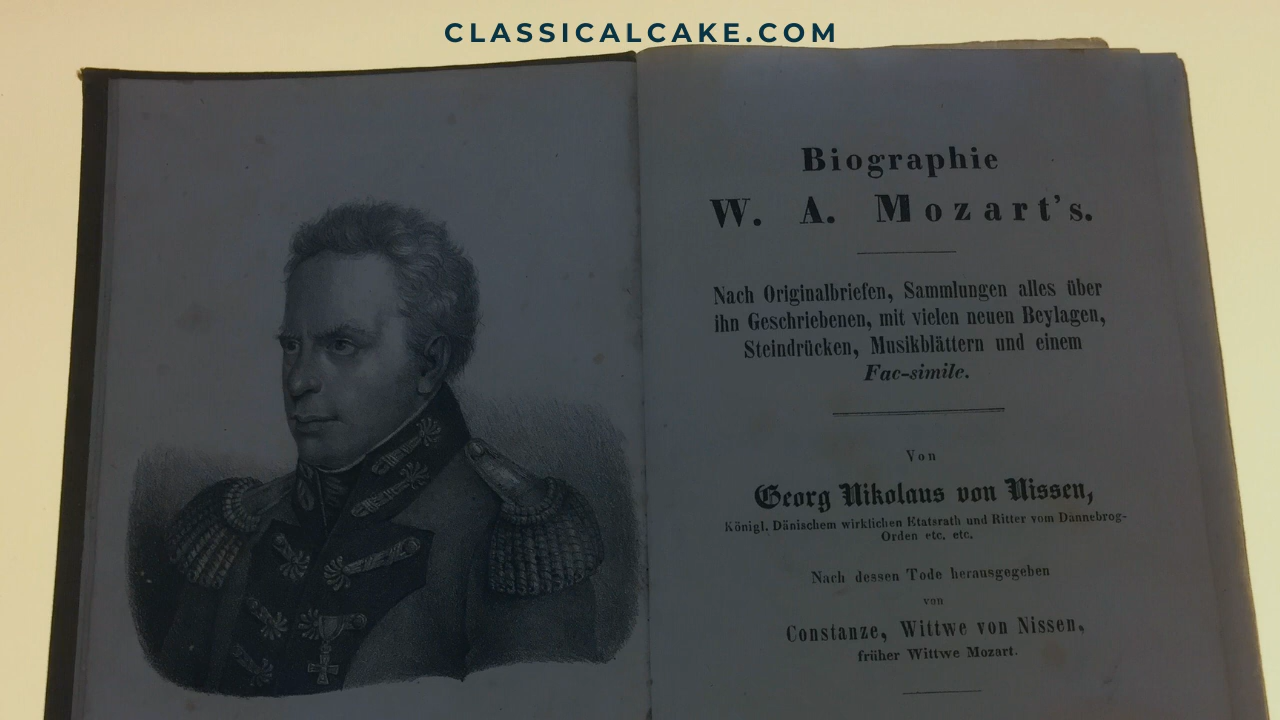 CLASSICALCAKE.COM
Biographie
W. A. Mozart's.
Nach Originalbriefen, Sammlungen alles über
ihn Geschriebenen, mit vielen neuen Beylagen,
Steindrücken, Musikblättern und einem
Fac-simile.
Von
Georg Nikolaus von Nissen,
Königl. Dänischem wirklichen Etatsrath und Ritter vom Dannebrog-
Orden etc. etc.
Nach dessen Tode herausgegeben
von
Constanze, Wittwe von Nissen,
früher Wittwe Mozart.